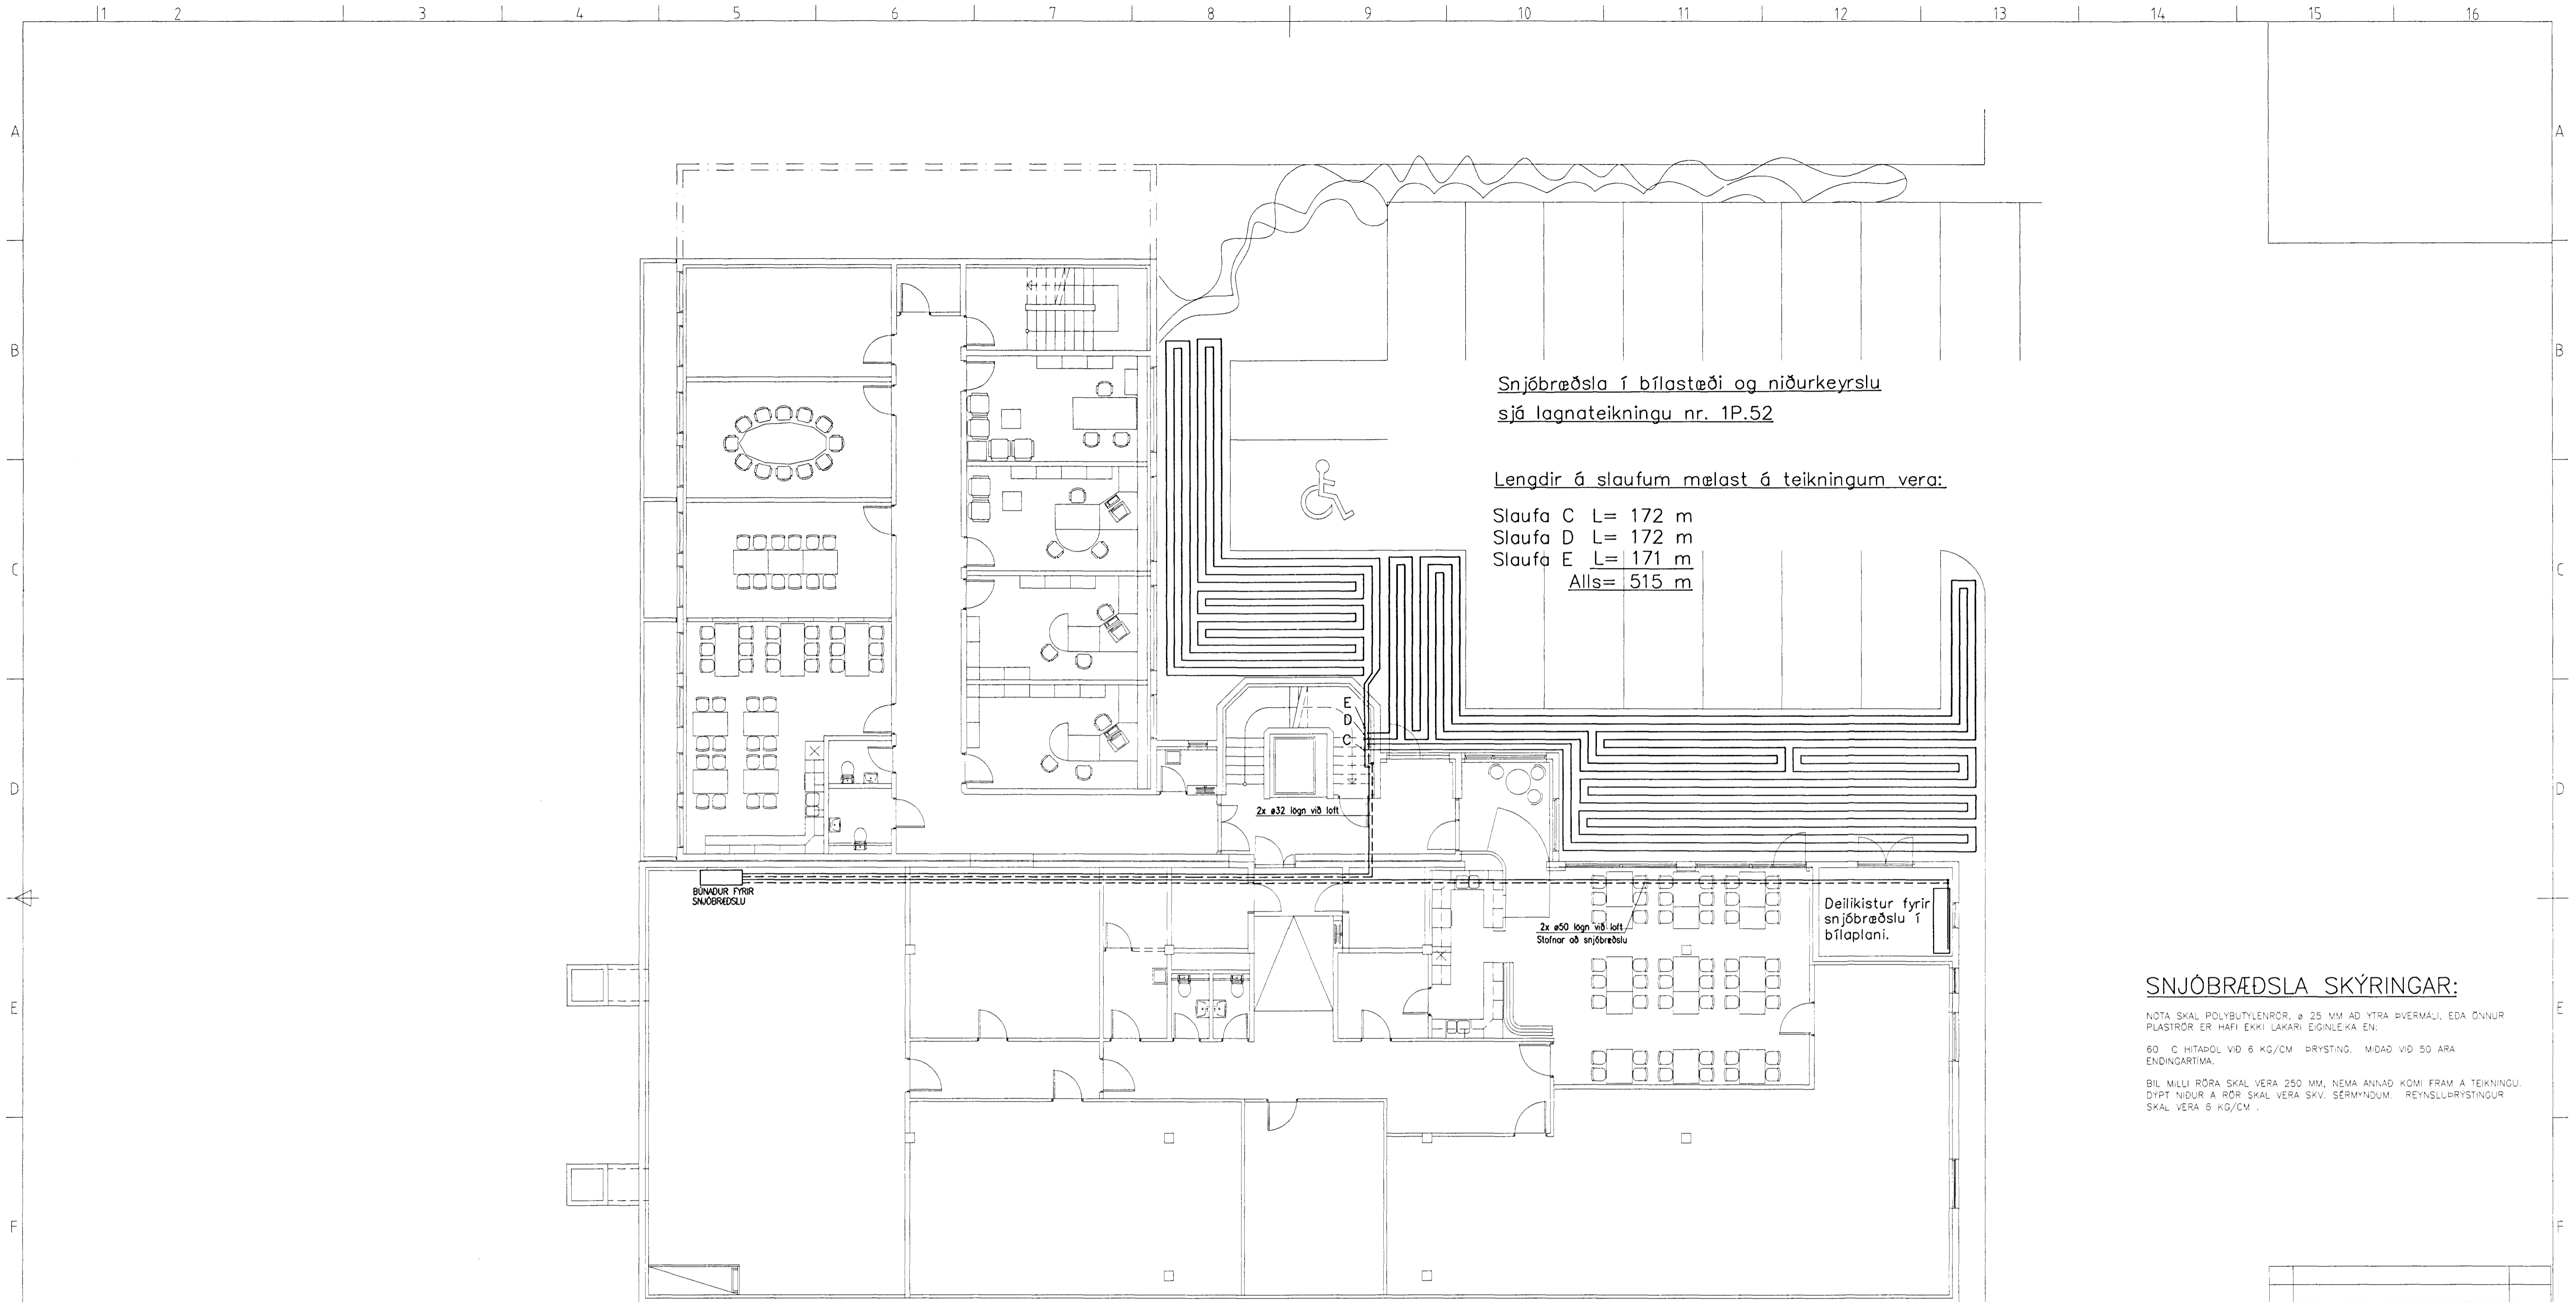 1 2 3 4 5 6 7 8 9 10 11 12 13 14 15 16
A A
B B
Snjóbræðsla í bílastæði og niðurkeyrslu
sjá lagnateikningu nr. 1P.52
Lengdir á slaufum mælast á teikningum vera:
Slaufa C L= 172 m
Slaufa D L= 172 m
Slaufa E L= 171 m
Alls= 515 m
C C
E
D
C
D D
2x ø32 lögn við loft
BÚNAÐUR FYRIR
SNJÓBRÆÐSLU
Deilikistur fyrir
snjóbræðslu í
bílaplani.
2x ø50 lögn við loft
Stofnar að snjóbræðslu
SNJÓBRÆÐSLA SKÝRINGAR:
E E
NOTA SKAL POLYBUTYLENRÖR, ø 25 MM AÐ YTRA ÞVERMÁLI, EÐA ÖNNUR
PLASTRÖR ER HAFI EKKI LAKARI EIGINLEIKA EN:
60 C HITAÞOL VIÐ 6 KG/CM ÞRÝSTING. MIÐAÐ VIÐ 50 ÁRA
ENDINGARTÍMA.
BIL MILLI RÖRA SKAL VERA 250 MM, NEMA ANNAÐ KOMI FRAM Á TEIKNINGU.
DÝPT NIÐUR Á RÖR SKAL VERA SKV. SÉRMYNDUM. REYNSLUÞRÝSTINGUR
SKAL VERA 6 KG/CM .
F F